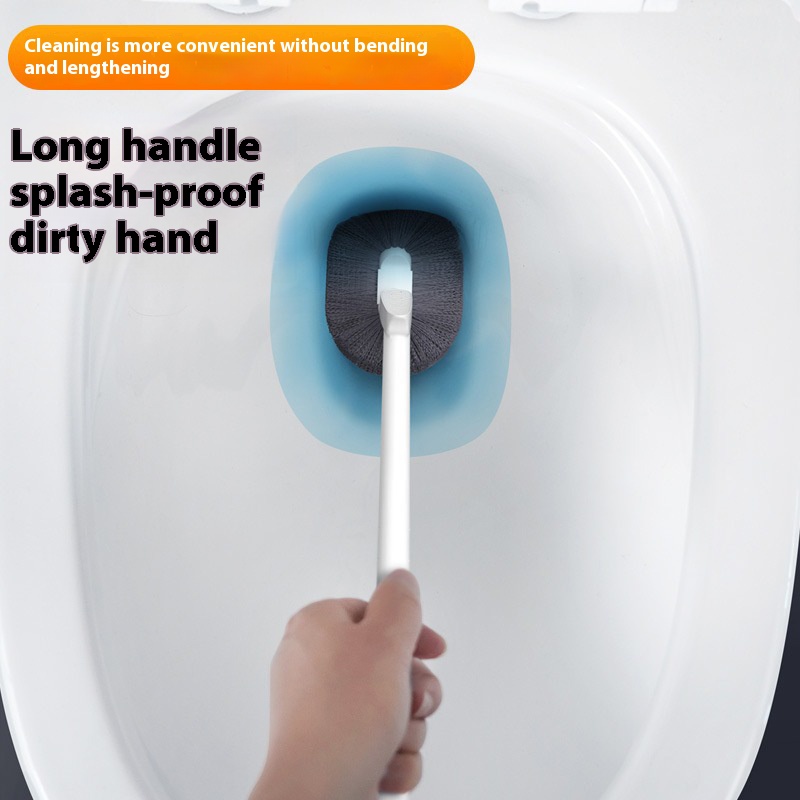 Cleaning is more convenient without bending
and lengthening
Long handle
splash-proof
dirty hand